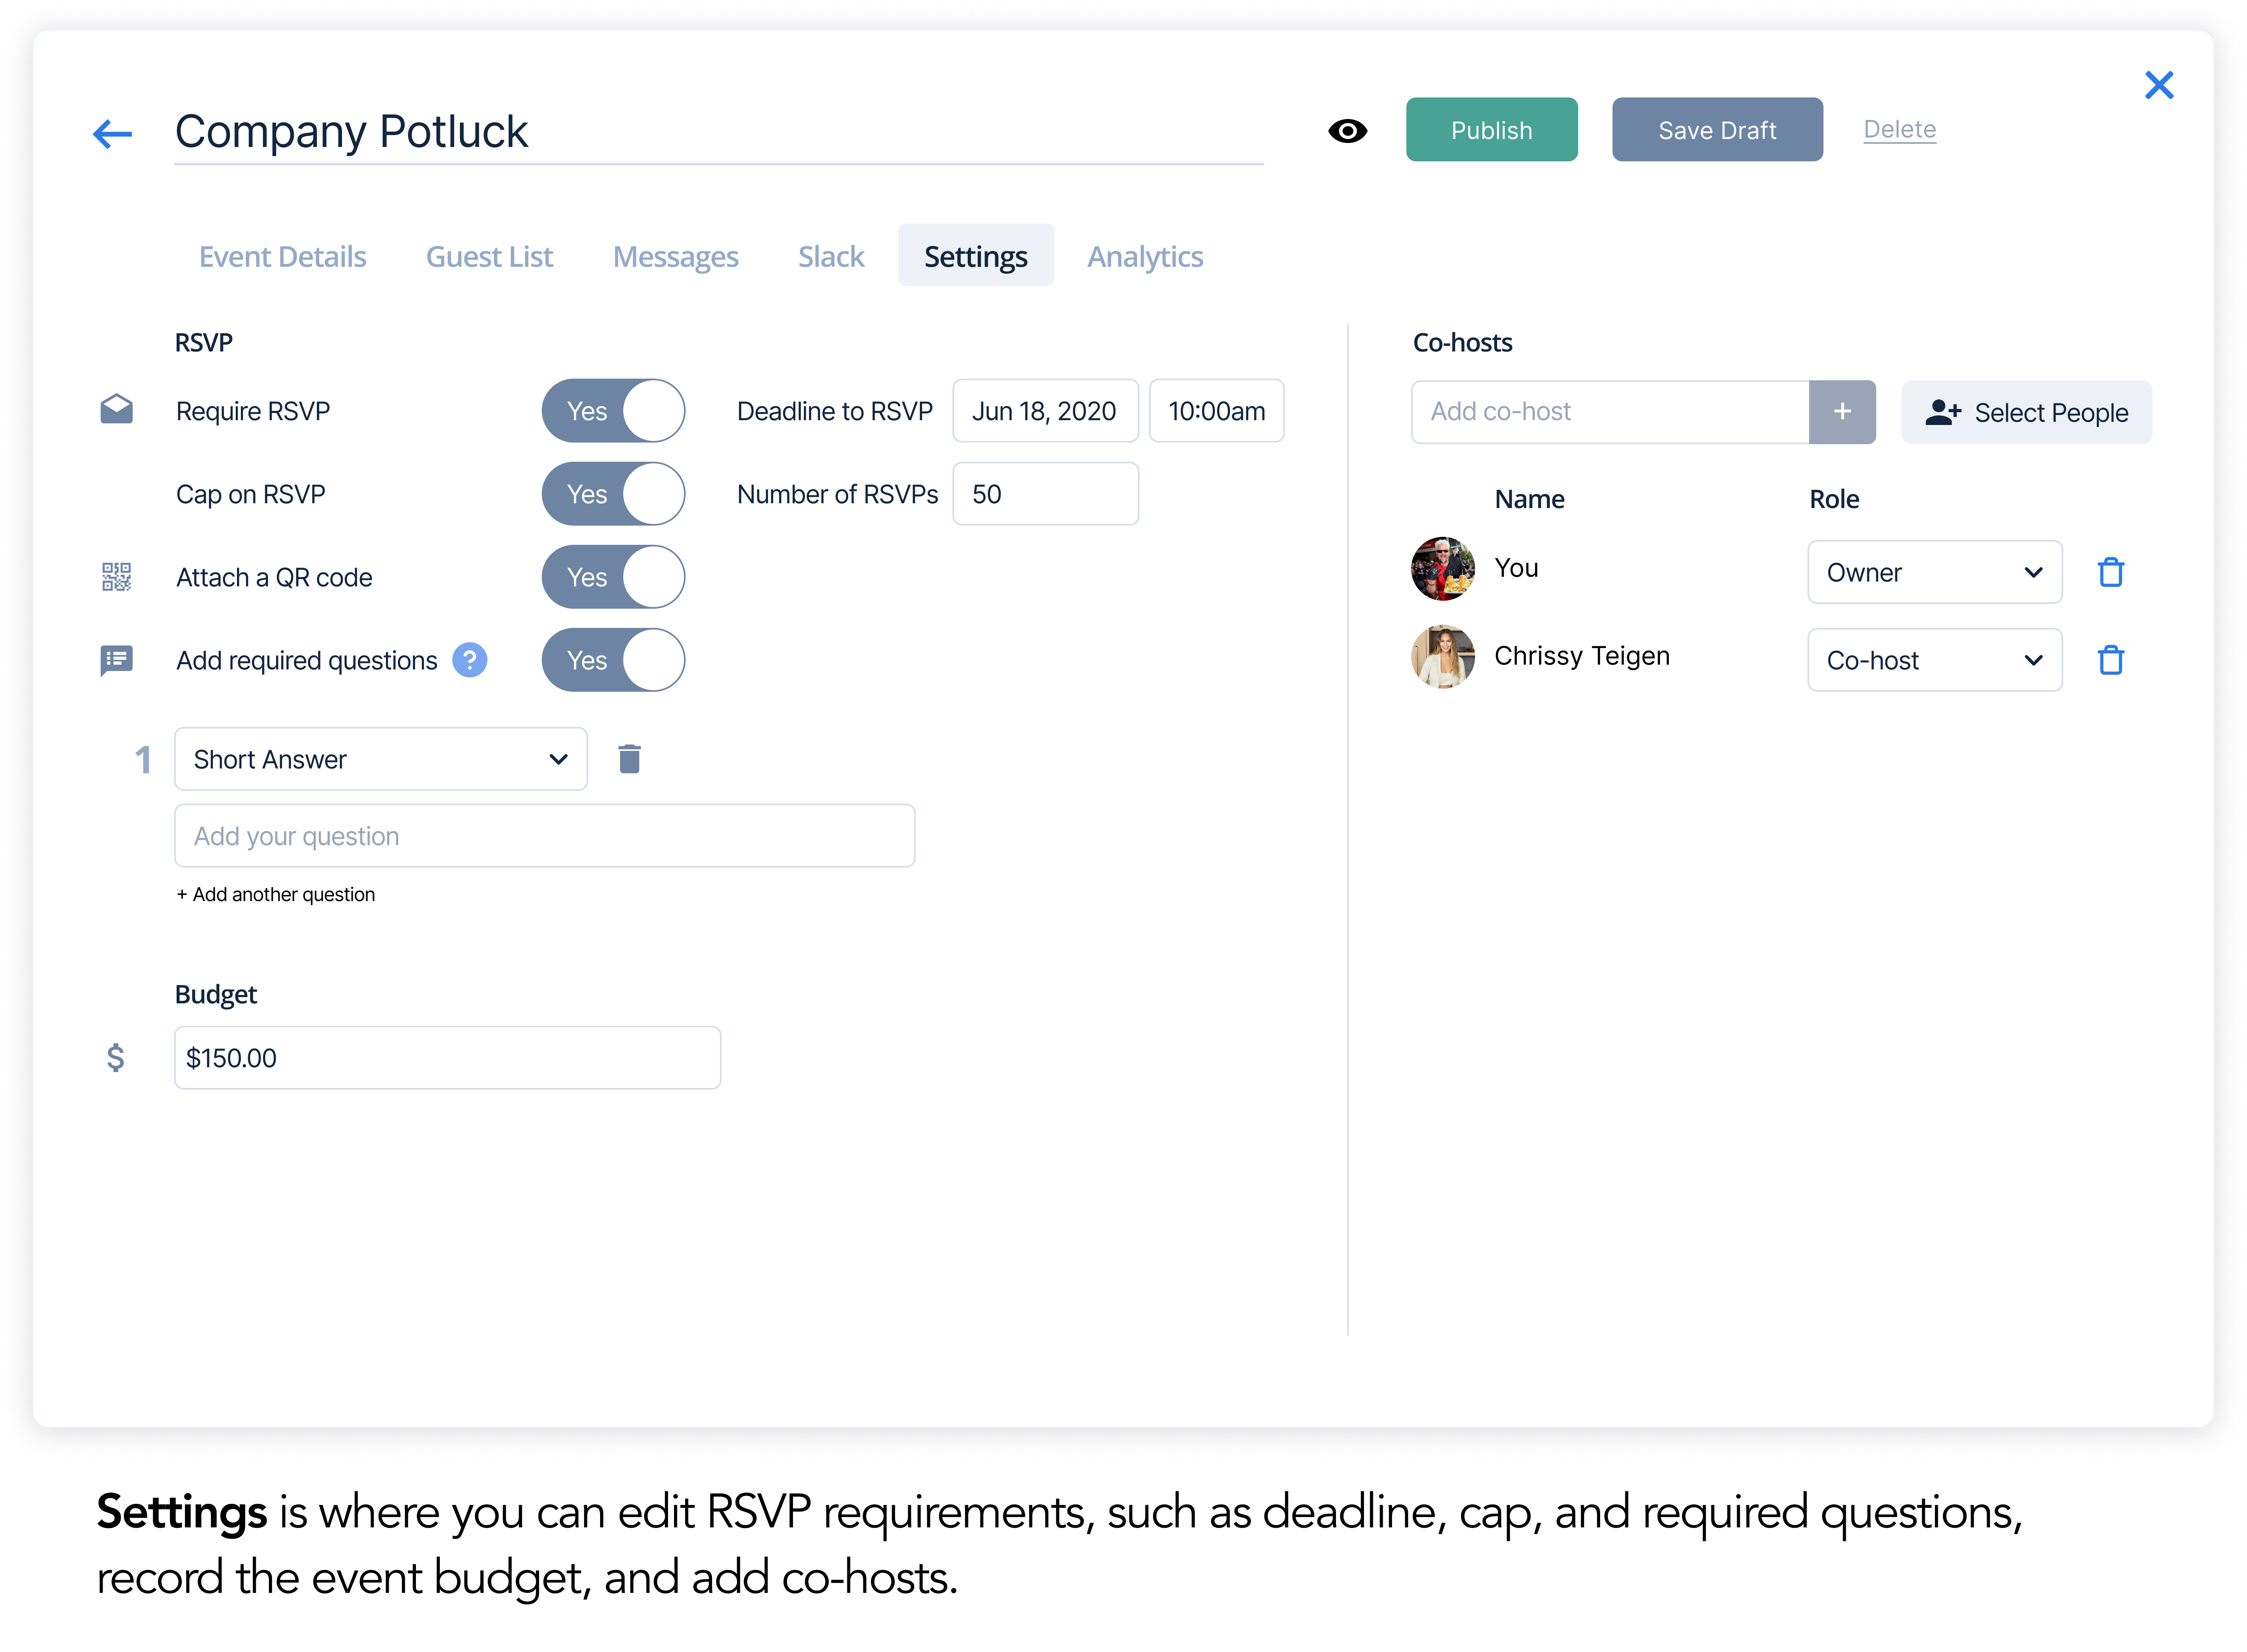 Company Potluck
Publish
Save Draft
Delete
Event Details
Guest List
Messages
Slack
Settings
Analytics
RSVP
Require RSVP
Yes
Deadline to RSVP
Jun 18, 2020
10:00am
Cap on RSVP
Yes
Number of RSVPs
50
Attach a QR code
Yes
Add required questions
?
Yes
1
Short Answer
Add your question
+ Add another question
Budget
$
$150.00
Co-hosts
Add co-host
+
Select People
Name
Role
You
Owner
Chrissy Teigen
Co-host
Settings is where you can edit RSVP requirements, such as deadline, cap, and required questions,
record the event budget, and add co-hosts.